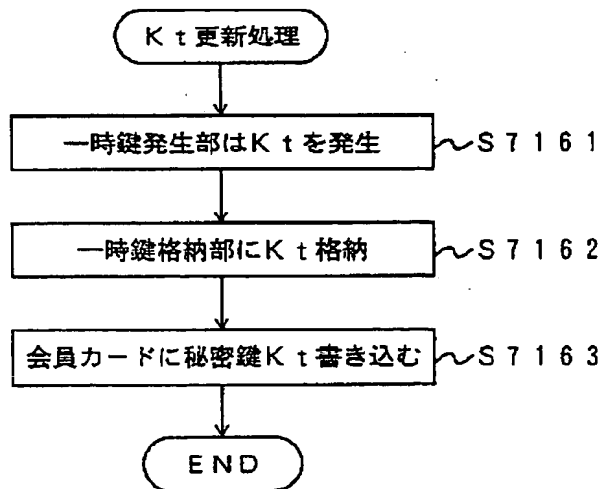 Kt更新処理
一時鍵発生部はKtを発生 S7161
一時鍵格納部にKt格納 S7162
会員カードに秘密鍵Kt書き込む S7163
END